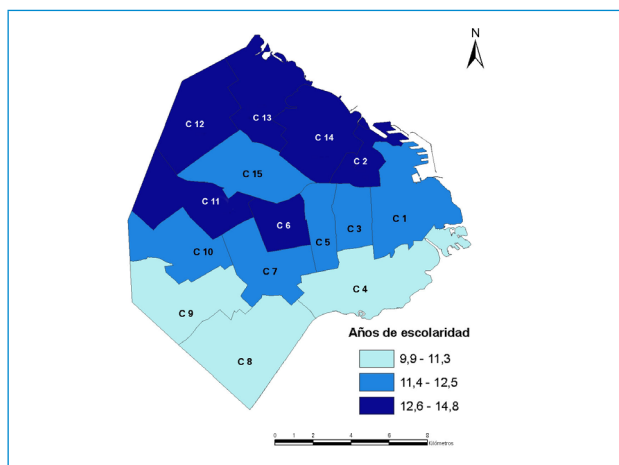 N
C 12
C 13
C 14
C 2
C 15
C 11
C 6
C 5
C 3
C 1
C 10
C 7
C 4
C 9
C 8
Años de escolaridad
9,9 - 11,3
11,4 - 12,5
12,6 - 14,8
0 1 2 4 6 8
Kilómetros